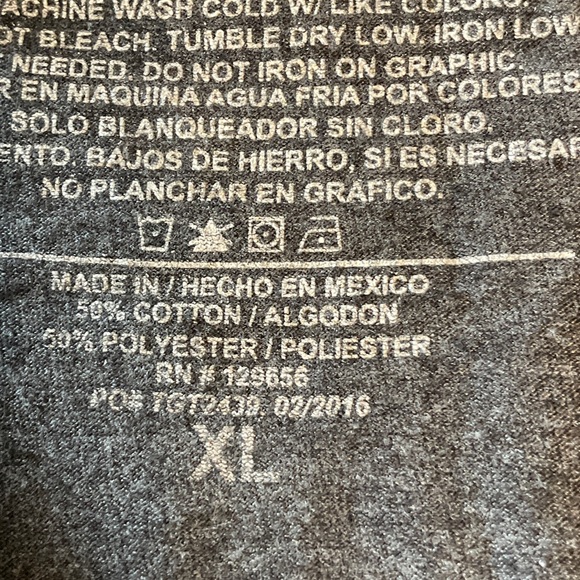 ACHINE WASH COLD W/ LIKE COLORS.
OT BLEACH. TUMBLE DRY LOW, IRON LOW
NEEDED. DO NOT IRON ON GRAPHIC.
R EN MAQUINA AGUA FRIA POR COLORES
SOLO BLANQUEADOR SIN CLORO.
ENTO. BAJOS DE HIERRO, SI ES NECESAR
NO PLANCHAR EN GRÁFICO.
MADE IN / HECHO EN MEXICO
50% COTTON / ALGODON
50% POLYESTER / POLIESTER
RN # 129656
PO# TGT2439 02/2016
XL